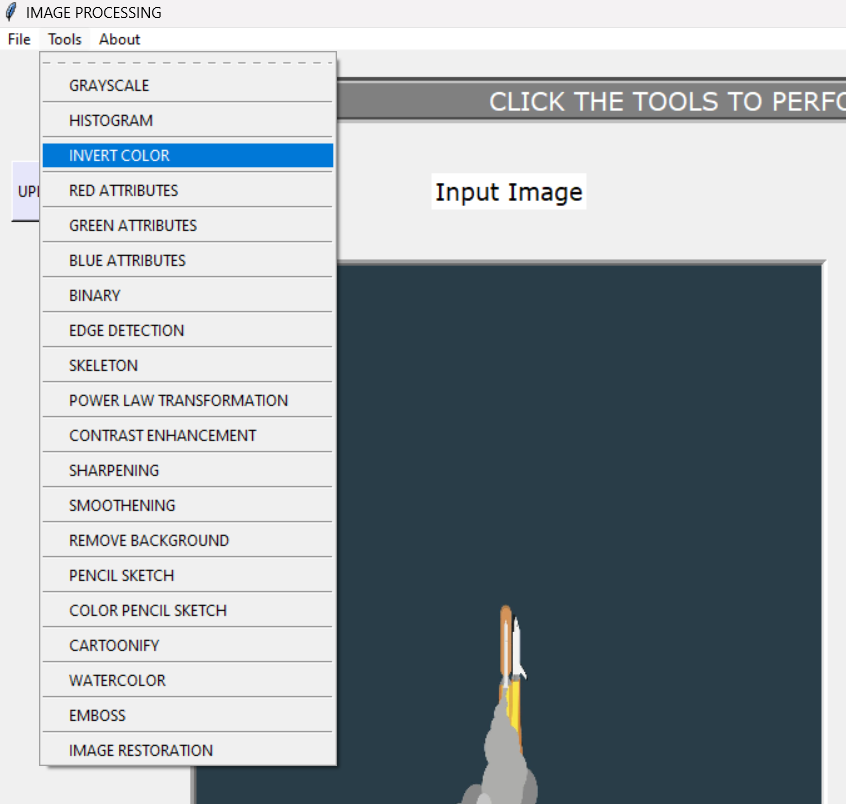 IMAGE PROCESSING
File Tools About
CLICK THE TOOLS TO
Input Image
GRAYSCALE
HISTOGRAM
INVERT COLOR
RED ATTRIBUTES
GREEN ATTRIBUTES
BLUE ATTRIBUTES
BINARY
EDGE DETECTION
SKELETON
POWER LAW TRANSFORMATION
CONTRAST ENHANCEMENT
SHARPENING
SMOOTHENING
REMOVE BACKGROUND
PENCIL SKETCH
COLOR PENCIL SKETCH
CARTOONIFY
WATERCOLOR
EMBOSS
IMAGE RESTORATION